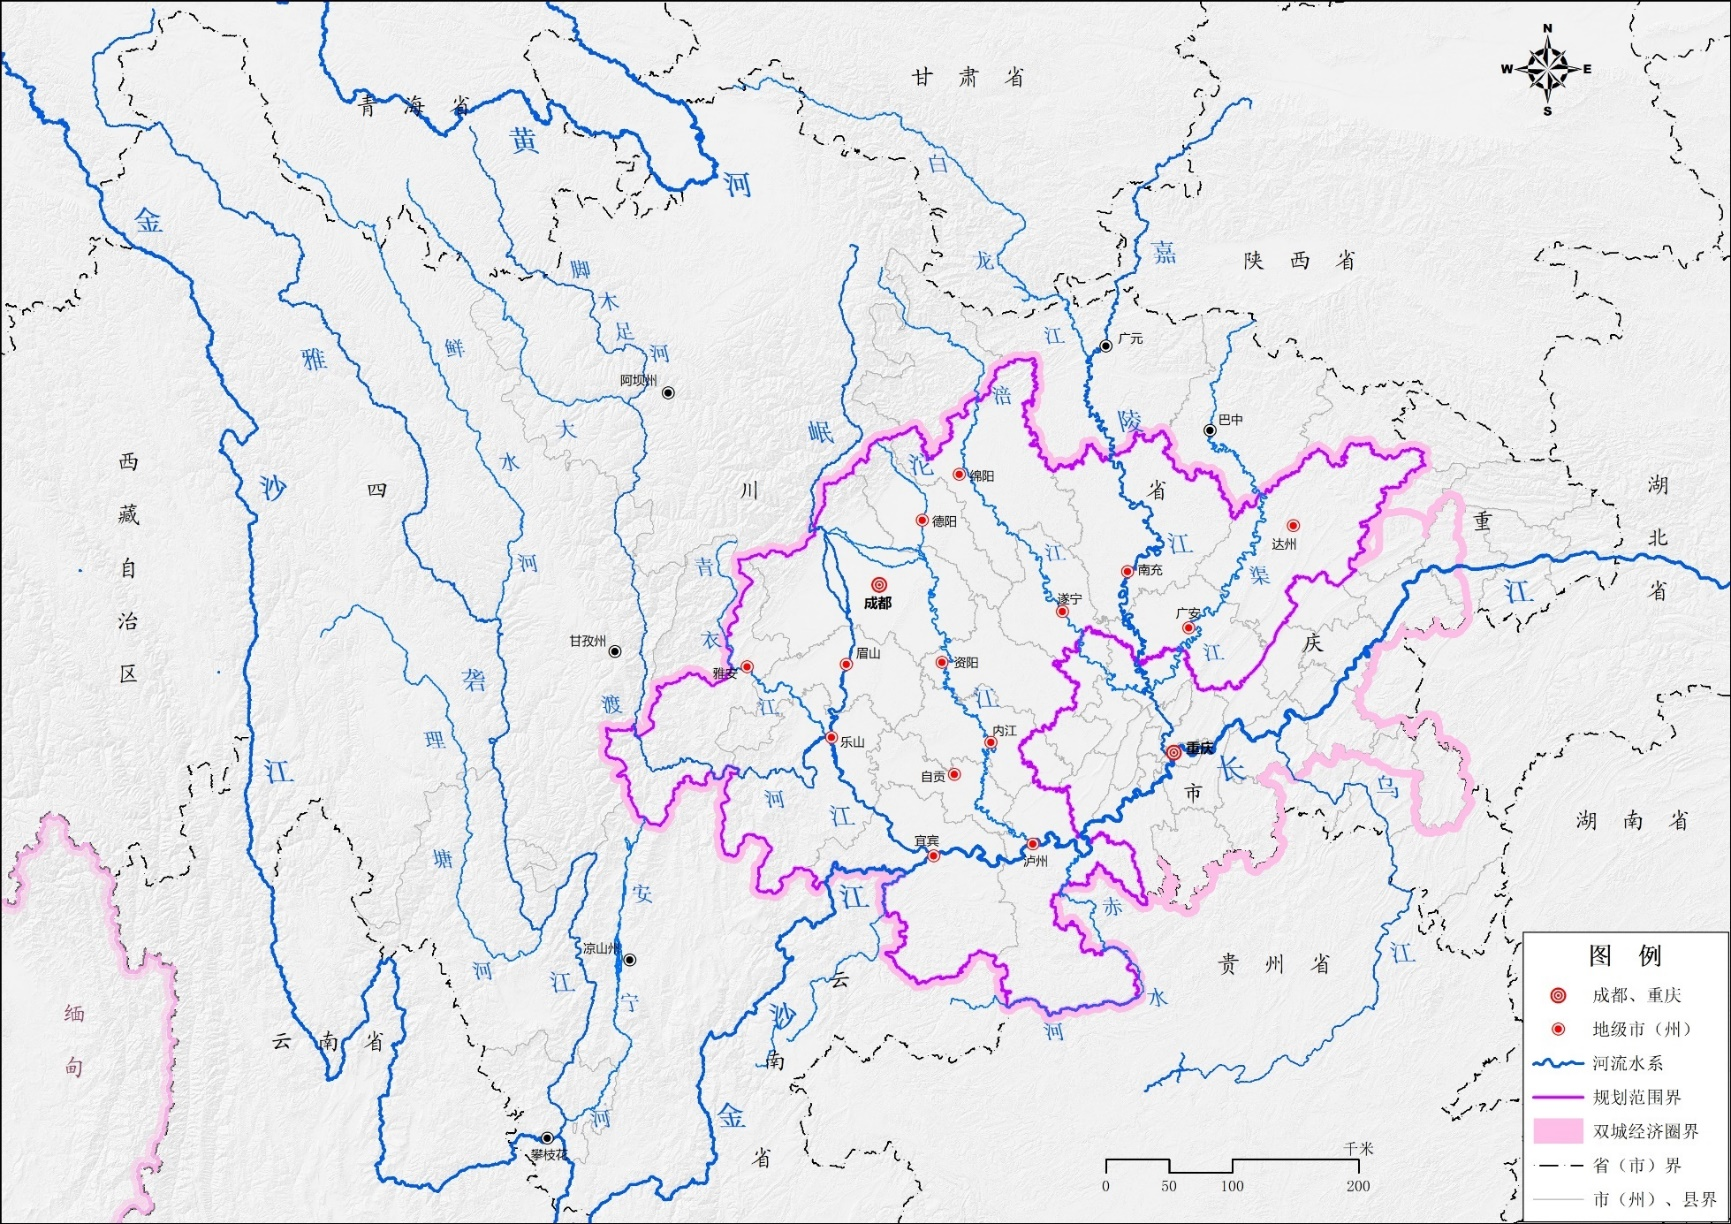 N
W E
S
甘肃省
青海省
黄河
白龙江
金沙江
嘉陵江
陕西省
脚木足河
雅砻江
鲜水河
阿坝州
大渡河
岷江
沱江
涪江
广元
巴中
绵阳
德阳
四川省
西藏自治区
达州
重庆市
湖北省
南充
渠江
成都
遂宁
广安
青衣江
甘孜州
雅安
眉山
资阳
乐山
内江
自贡
重庆
长江
乌江
理塘河
宜宾
泸州
湖南省
安宁河
凉山州
赤水河
贵州省
云南省
缅甸
金沙江
云南省
攀枝花
千米
0 50 100 200
图 例
成都、重庆
地级市（州）
河流水系
规划范围界
双城经济圈界
省（市）界
市（州）、县界